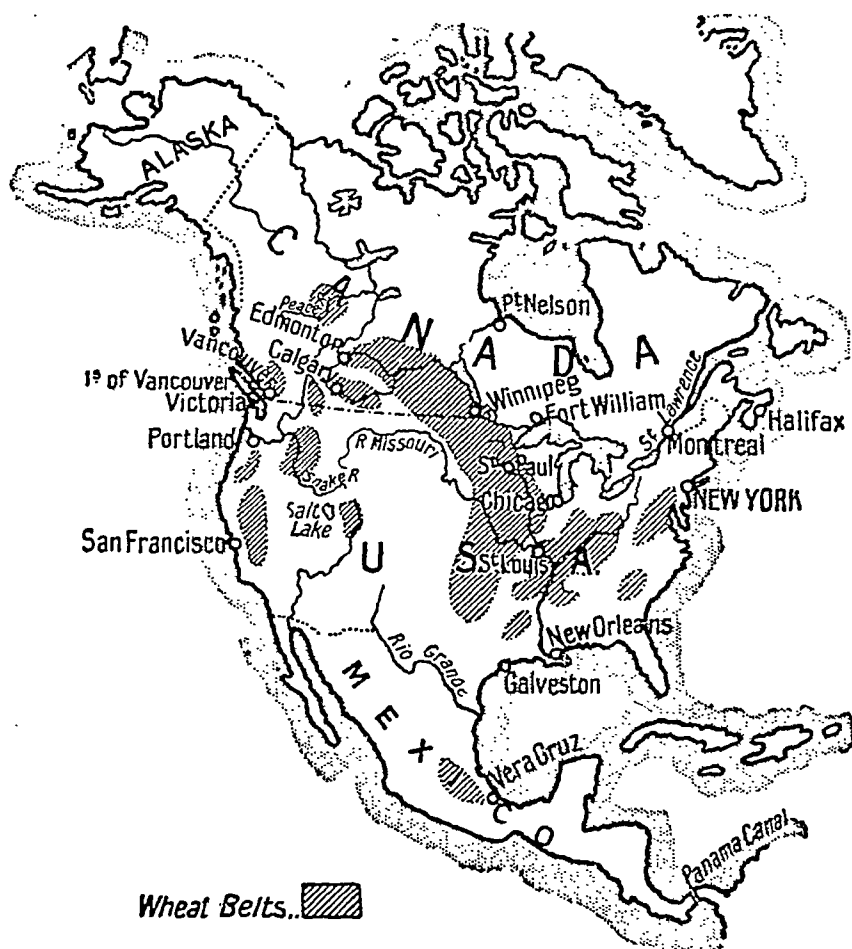 ALASKA
CANADA
Peace
Edmonton
Pt Nelson
Vancouver
Calgary
Is of Vancouver
Victoria
Winnipeg
Fort William
St Lawrence
Halifax
Portland
R Missouri
Montreal
St Paul
Snake R
Chicago
NEW YORK
Salt
Lake
San Francisco
U.S.A.
St Louis
New Orleans
Rio Grande
Galveston
MEXICO
Vera Cruz
Panama Canal
Wheat Belts..